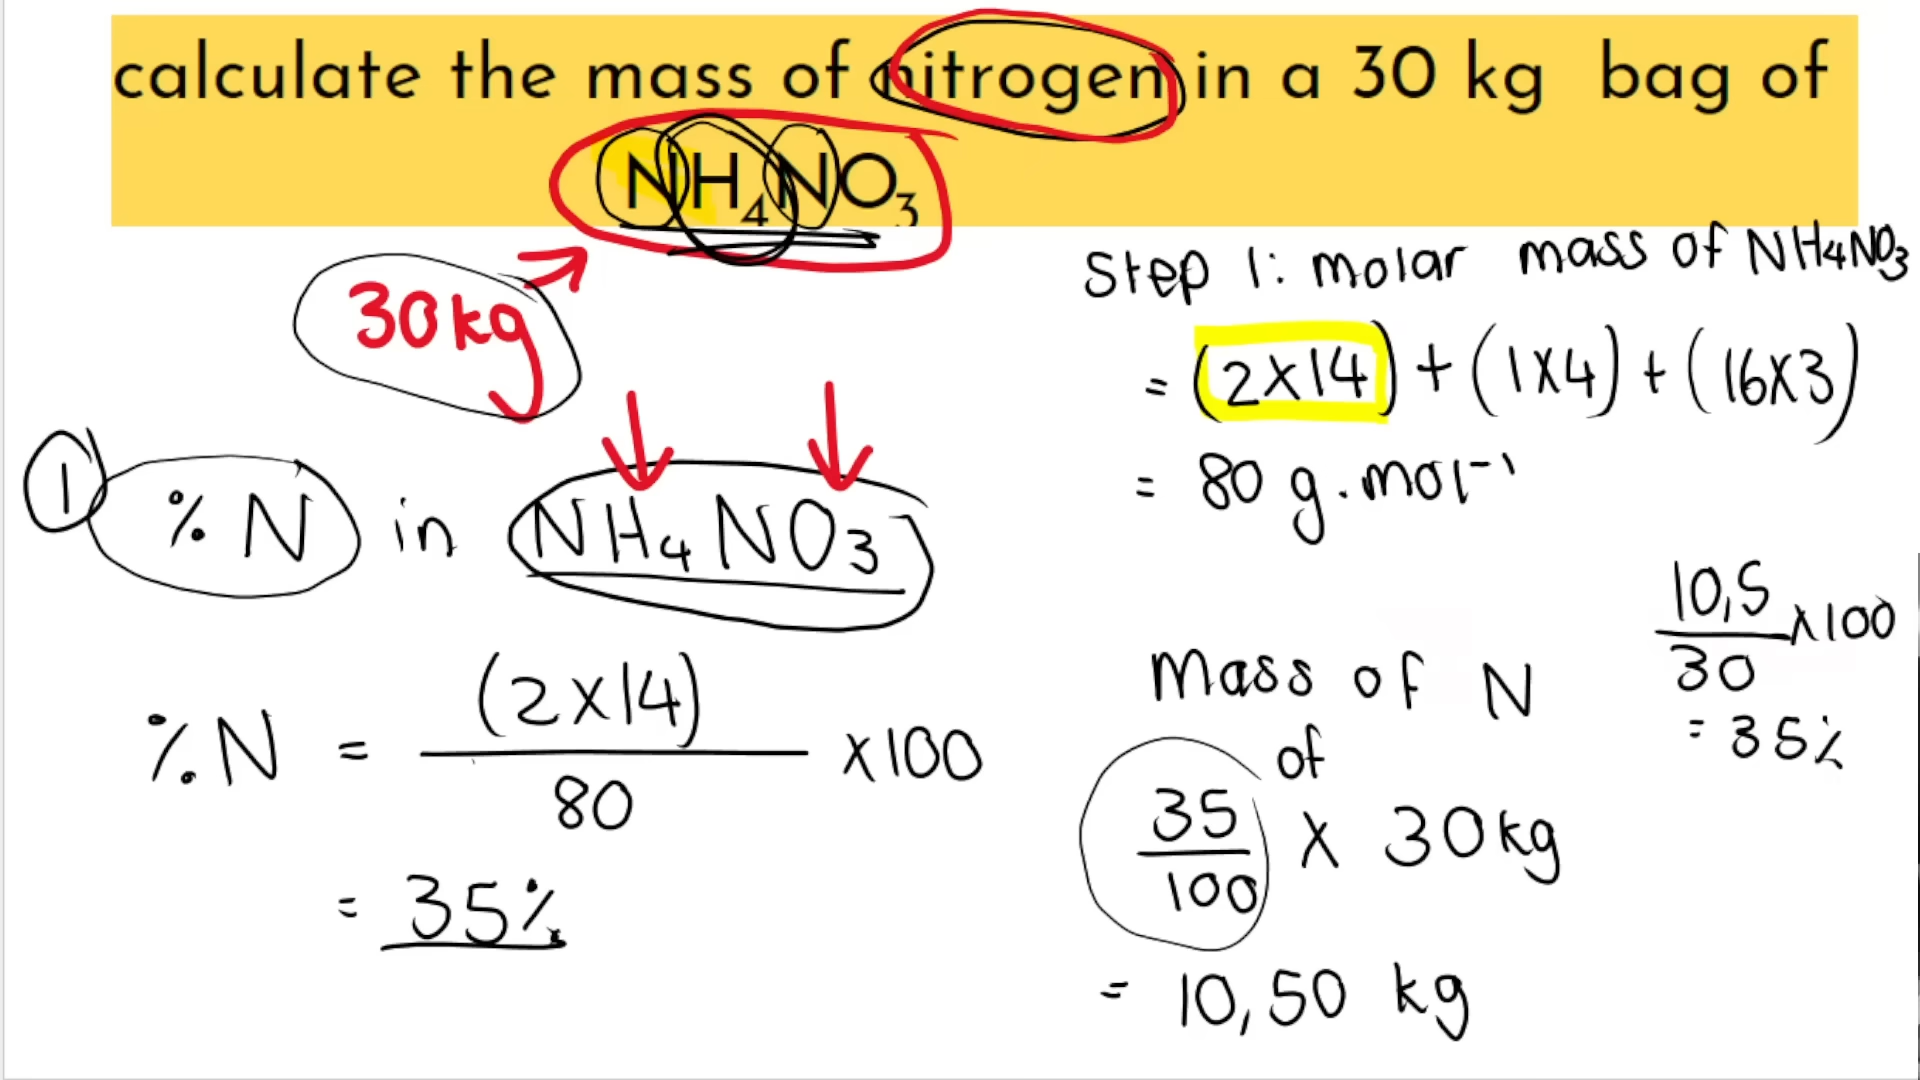 calculate the mass of nitrogen in a 30 kg bag of
NH₄NO₃
30kg
Step 1: molar mass of NH4NO3
= (2X14) + (1X4) + (16X3)
= 80 g.mol⁻¹
1
% N in NH4NO3
%N = (2X14)
80
X100
= 35%
Mass of N
of
35
100
X 30kg
= 10,50 kg
10,5
30
X100
= 35%